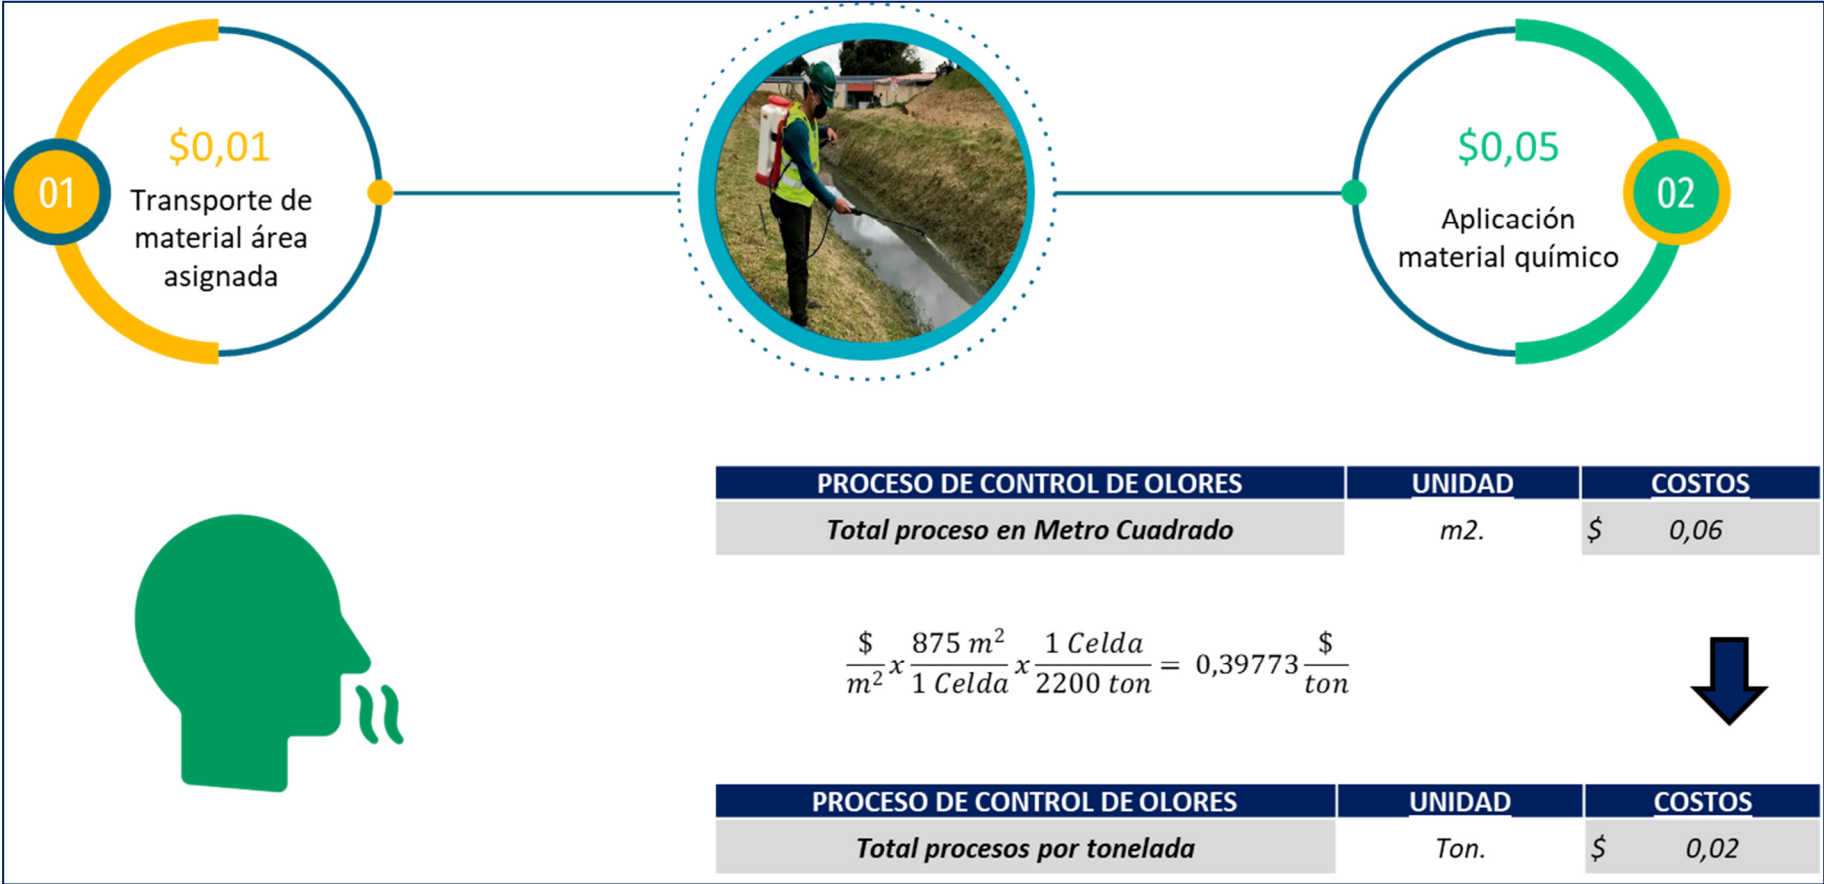 01
$0,01
Transporte de
material área
asignada
$0,05
Aplicación
material químico
02
PROCESO DE CONTROL DE OLORES UNIDAD COSTOS
Total proceso en Metro Cuadrado m2. $ 0,06
$/m² x 875 m²/1 Celda x 1 Celda/2200 ton = 0,39773 $/ton
PROCESO DE CONTROL DE OLORES UNIDAD COSTOS
Total procesos por tonelada Ton. $ 0,02